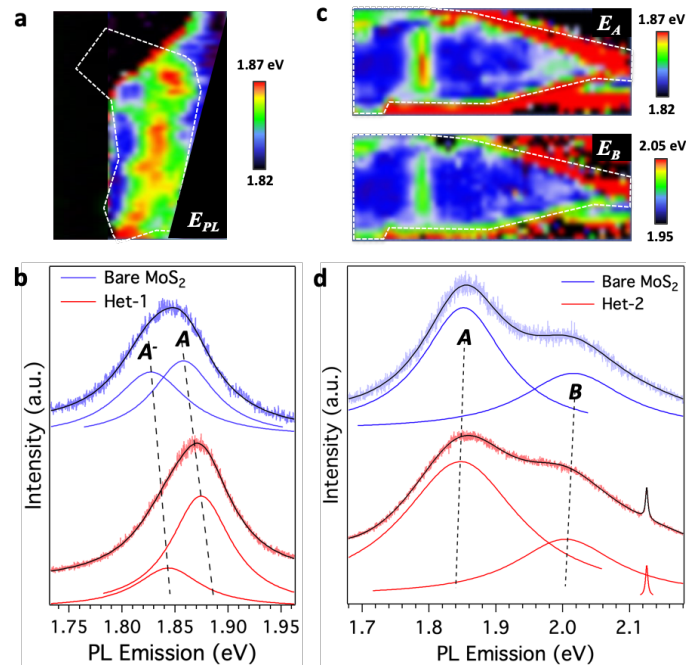 a
1.87 eV
1.82
E_PL
c
E_A
1.87 eV
1.82
E_B
2.05 eV
1.95
b
Bare MoS₂
Het-1
A⁻ A
Intensity (a.u.)
1.75 1.80 1.85 1.90 1.95
PL Emission (eV)
d
Bare MoS₂
Het-2
A
B
Intensity (a.u.)
1.7 1.8 1.9 2.0 2.1
PL Emission (eV)